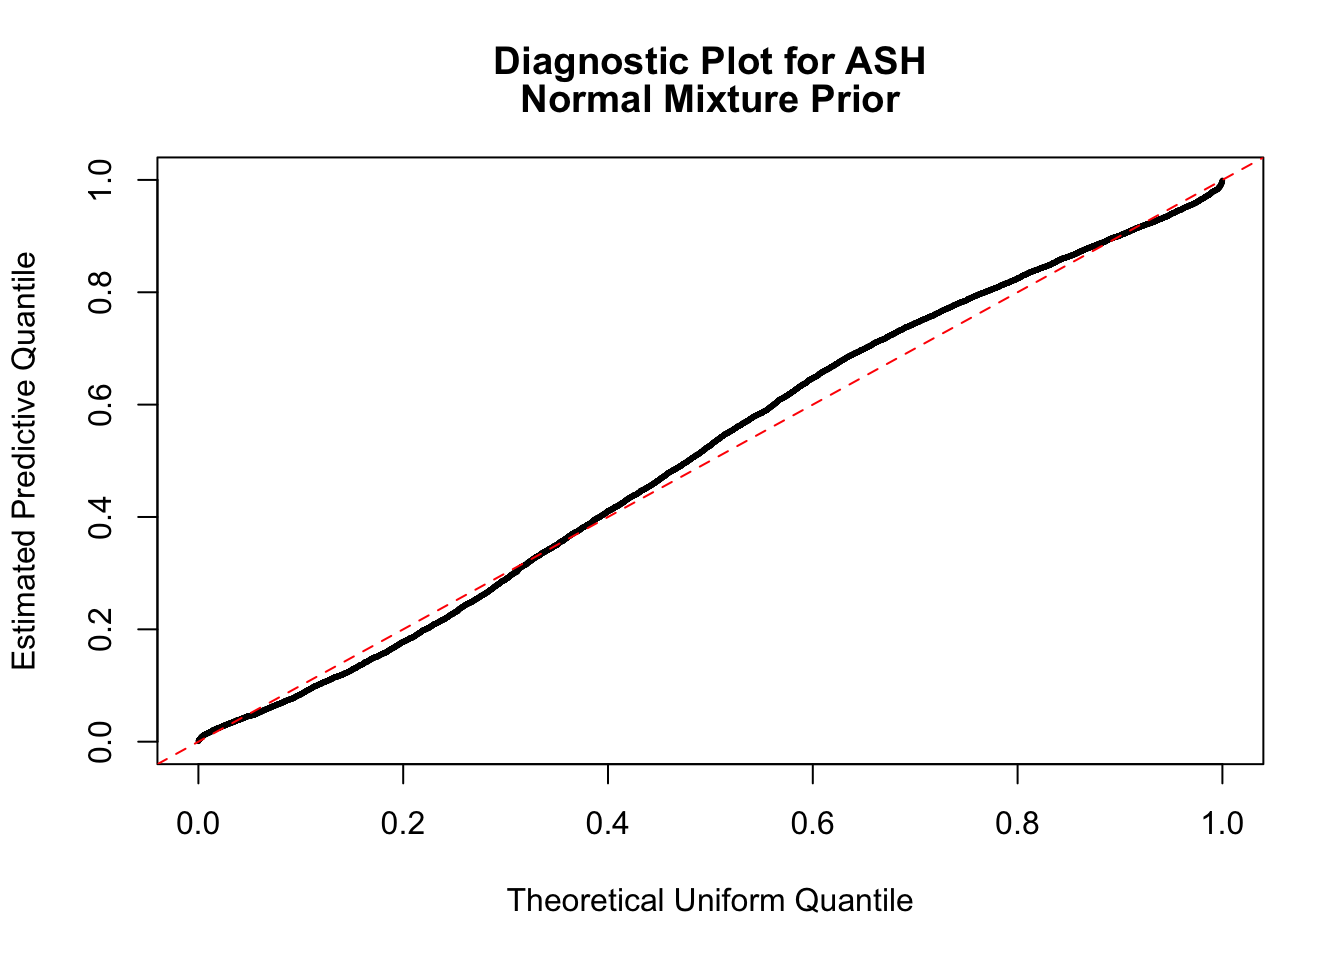 Diagnostic Plot for ASH
Normal Mixture Prior
Estimated Predictive Quantile
1.0
0.8
0.6
0.4
0.2
0.0
0.0 0.2 0.4 0.6 0.8 1.0
Theoretical Uniform Quantile